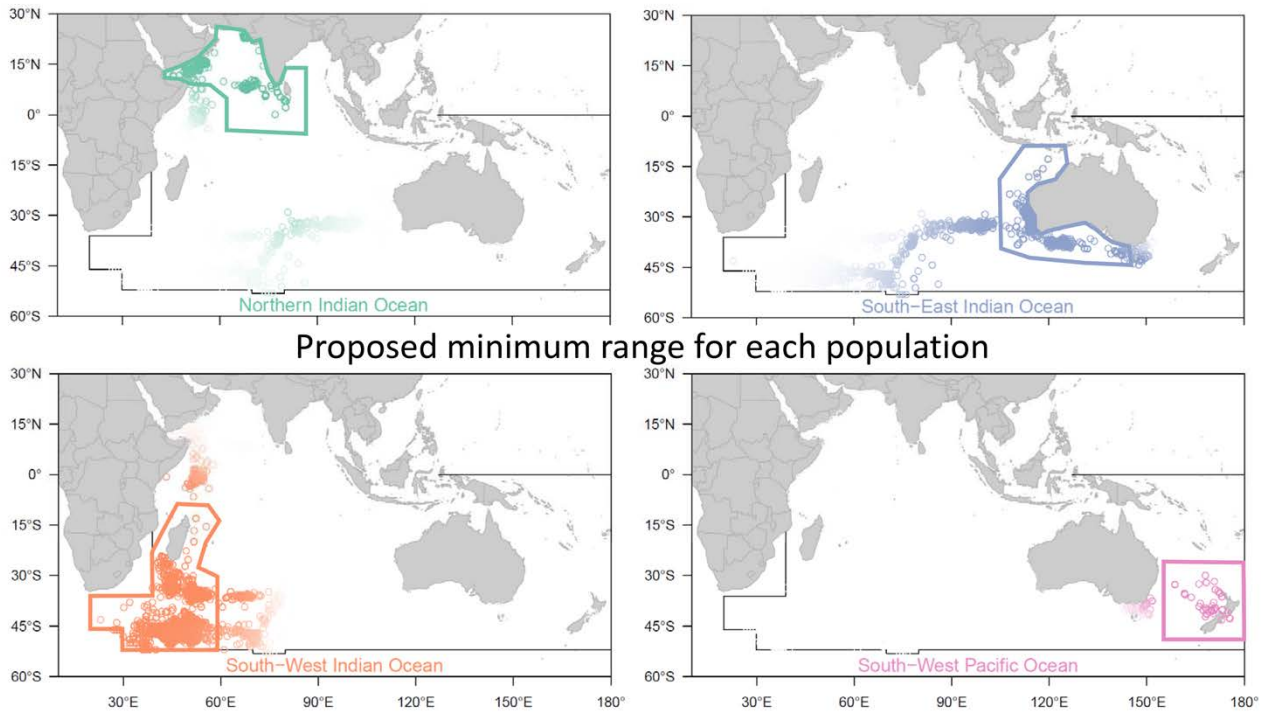 30°N
15°N
0°
15°S
30°S
45°S
60°S
Northern Indian Ocean
30°N
15°N
0°
15°S
30°S
45°S
60°S
South−East Indian Ocean
Proposed minimum range for each population
30°N
15°N
0°
15°S
30°S
45°S
60°S
South−West Indian Ocean
30°E
60°E
90°E
120°E
150°E
180°
30°N
15°N
0°
15°S
30°S
45°S
60°S
South−West Pacific Ocean
30°E
60°E
90°E
120°E
150°E
180°